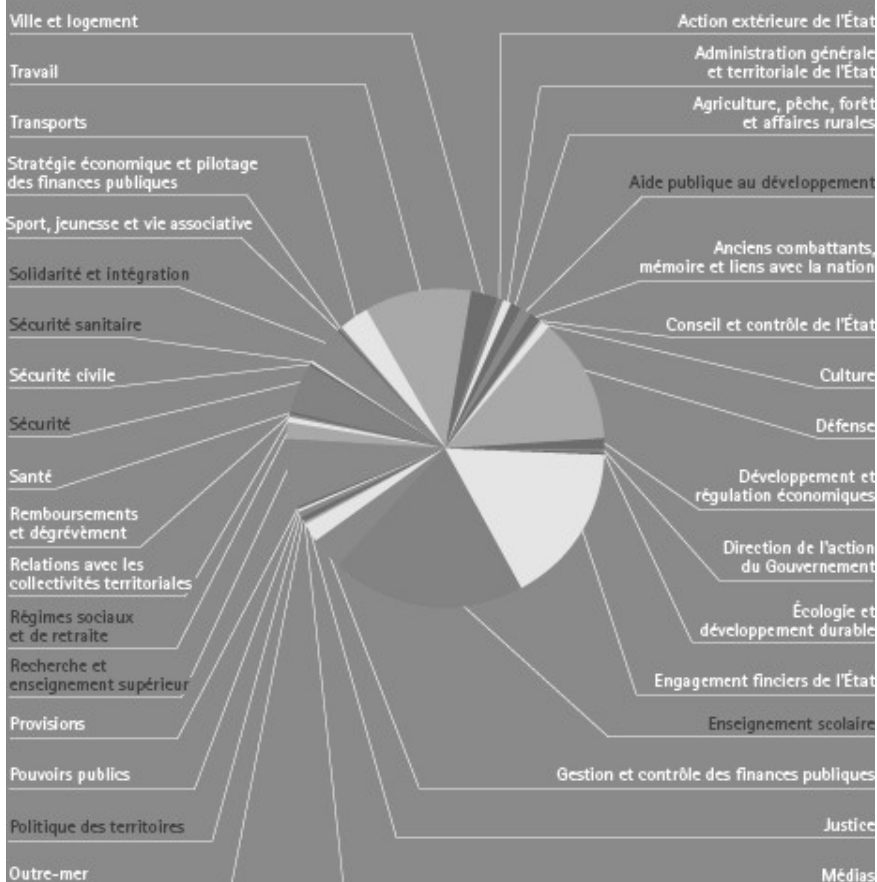 Ville et logement
Travail
Transports
Stratégie économique et pilotage
des finances publiques
Sport, jeunesse et vie associative
Solidarité et intégration
Sécurité sanitaire
Sécurité civile
Sécurité
Santé
Remboursements
et dégrévèment
Relations avec les
collectivités territoriales
Régimes sociaux
et de retraite
Recherche et
enseignement supérieur
Provisions
Pouvoirs publics
Politique des territoires
Outre-mer
Action extérieure de l'État
Administration générale
et territoriale de l'État
Agriculture, pêche, forêt
et affaires rurales
Aide publique au développement
Anciens combattants,
mémoire et liens avec la nation
Conseil et contrôle de l'État
Culture
Défense
Développement et
régulation économiques
Direction de l'action
du Gouvernement
Écologie et
développement durable
Engagement finciers de l'État
Enseignement scolaire
Gestion et contrôle des finances publiques
Justice
Médias